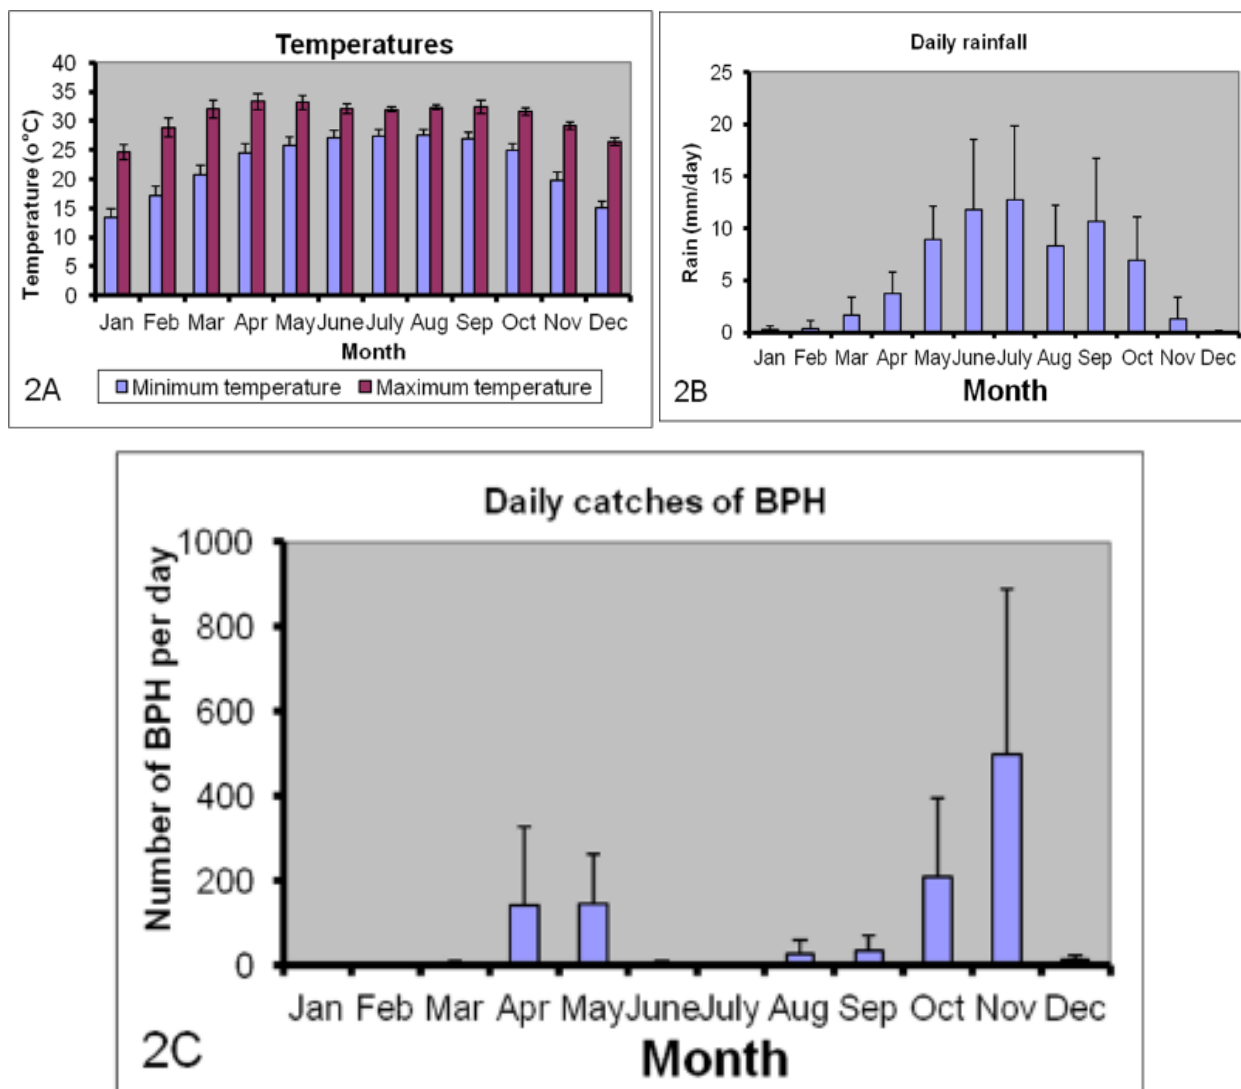 Temperatures
40
35
30
25
20
15
10
5
0
Temperature (o°C)
Jan Feb Mar Apr May June July Aug Sep Oct Nov Dec
Month
Minimum temperature Maximum temperature
2A
Daily rainfall
25
20
15
10
5
0
Rain (mm/day)
Jan Feb Mar Apr May June July Aug Sep Oct Nov Dec
Month
2B
Daily catches of BPH
1000
800
600
400
200
0
Number of BPH per day
Jan Feb Mar Apr May June July Aug Sep Oct Nov Dec
Month
2C